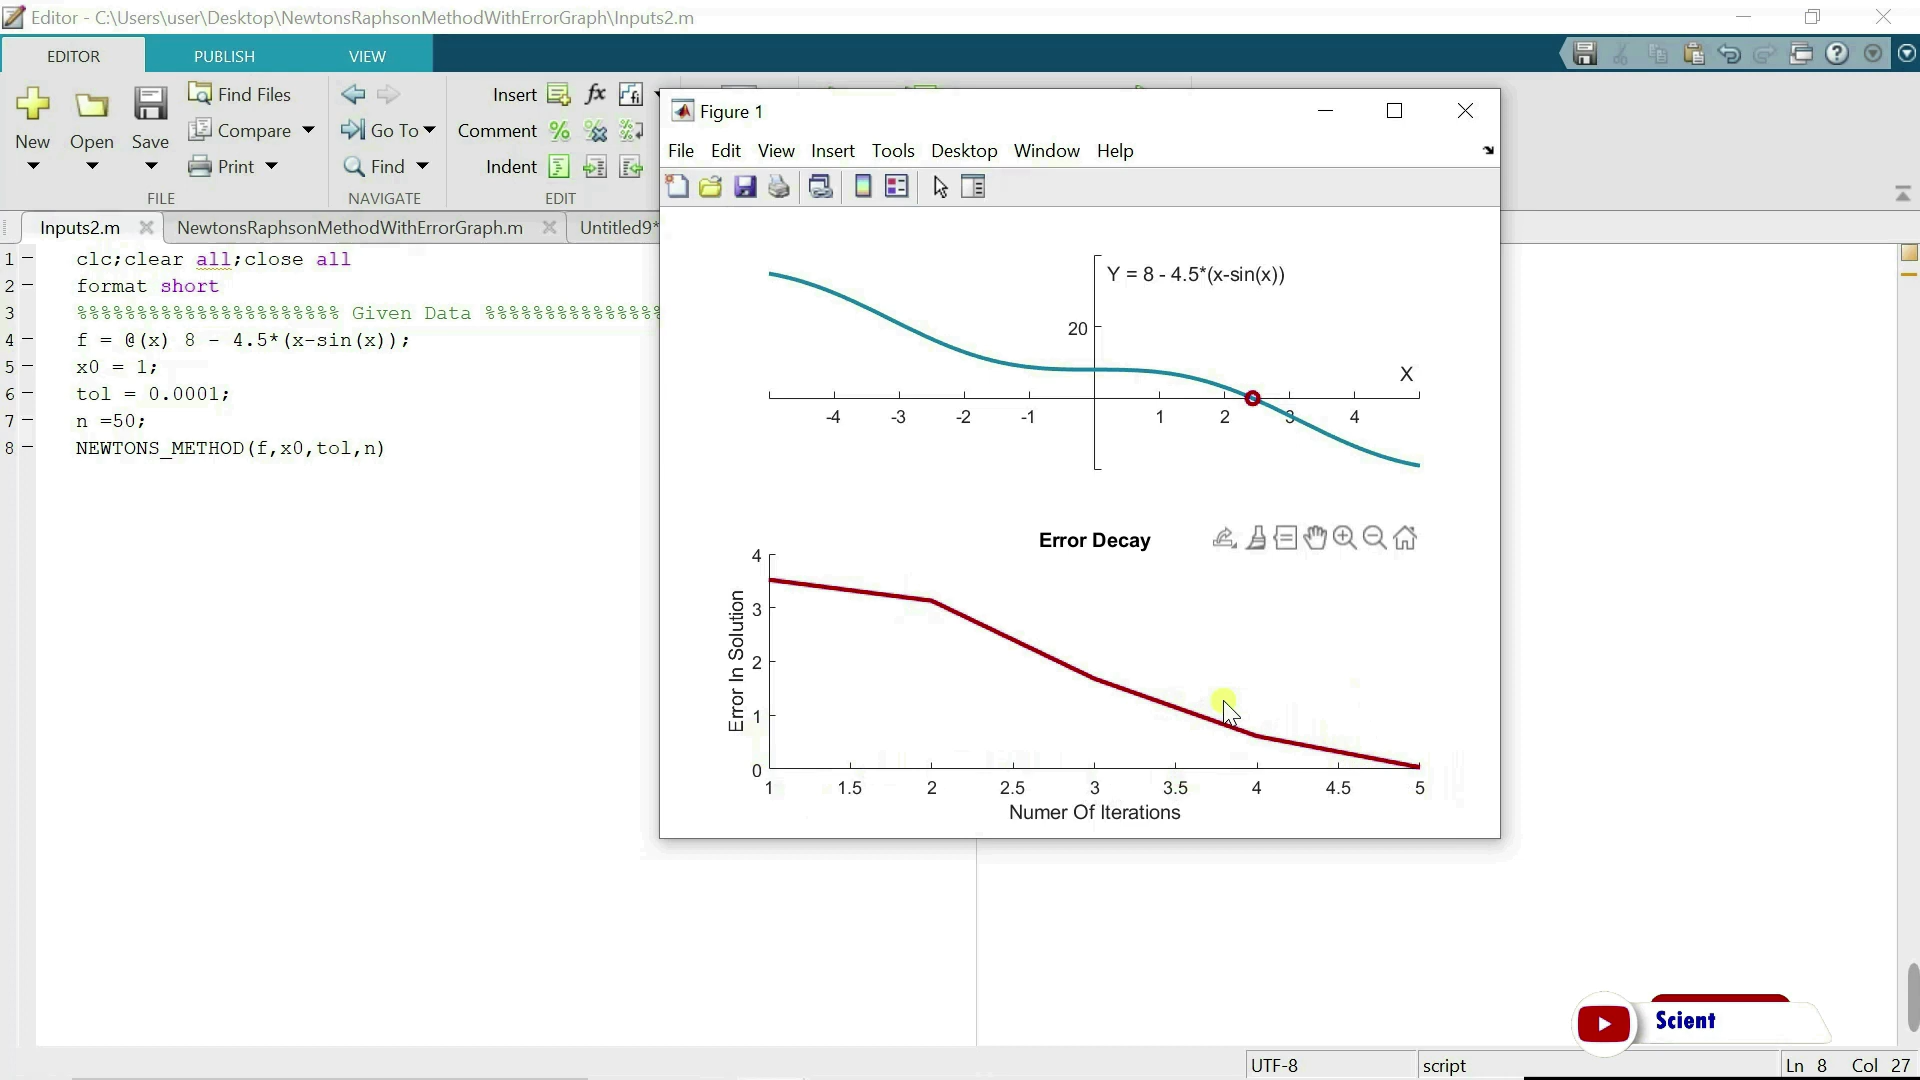 Editor - C:\Users\user\Desktop\NewtonsRaphsonMethodWithErrorGraph\Inputs2.m
EDITOR PUBLISH VIEW
New
Open
Save
Find Files
Compare
Print
FILE
Go To
Find
NAVIGATE
Insert fx
Comment
Indent
EDIT
Inputs2.m NewtonsRaphsonMethodWithErrorGraph.m Untitled9*
1 clc;clear all;close all
2 format short
3 %%%%%%%%%%%%%%%%%%%%%% Given Data %%%%%%%%%%%%%%%
4 f = @(x) 8 - 4.5*(x-sin(x));
5 x0 = 1;
6 tol = 0.0001;
7 n =50;
8 NEWTONS_METHOD(f,x0,tol,n)
Figure 1
File Edit View Insert Tools Desktop Window Help
Y = 8 - 4.5*(x-sin(x))
20
X
-4 -3 -2 -1 1 2 3 4
Error Decay
Error In Solution
4
3
2
1
0
1 1.5 2 2.5 3 3.5 4 4.5 5
Numer Of Iterations
Scient
UTF-8 script Ln 8 Col 27